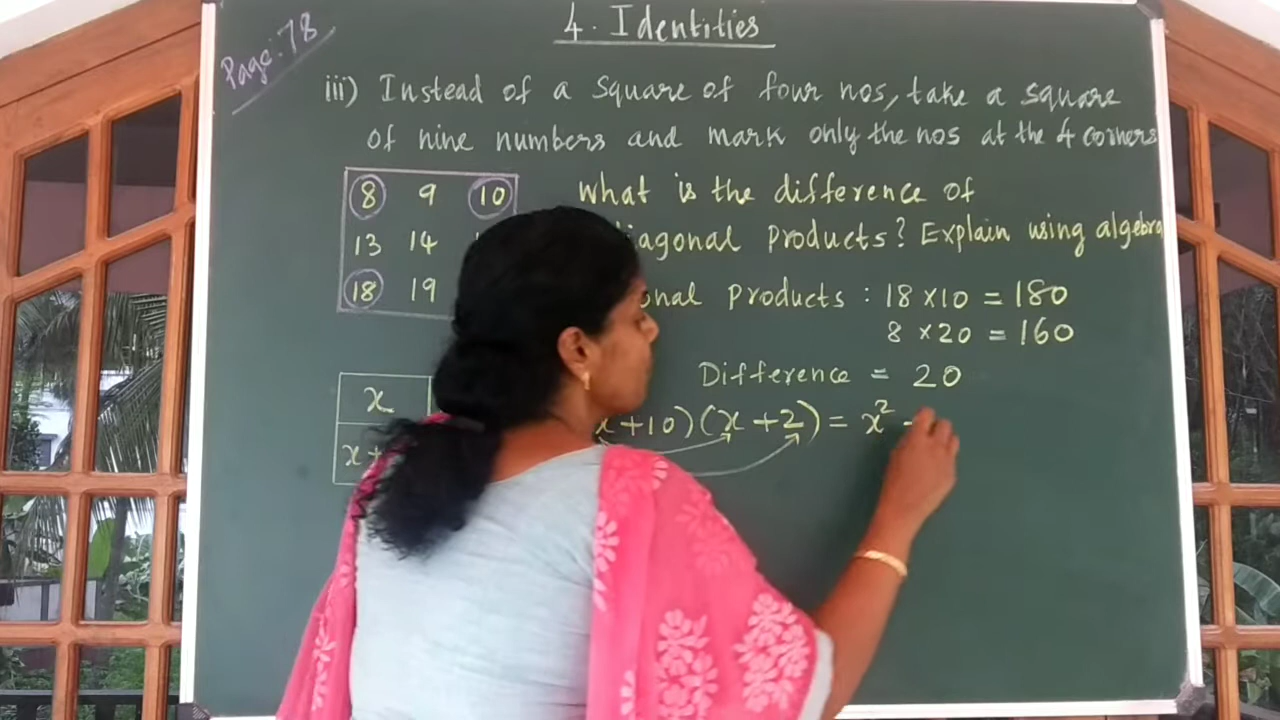 4. Identities
Page: 78
iii) Instead of a square of four nos, take a square
of nine numbers and mark only the nos at the 4 corners
8 9 10
What is the difference of
13 14
diagonal products? Explain using algebra
18 19
Products : 18 × 10 = 180
8 × 20 = 160
Difference = 20
x
x+10)(x+2) = x²
x+